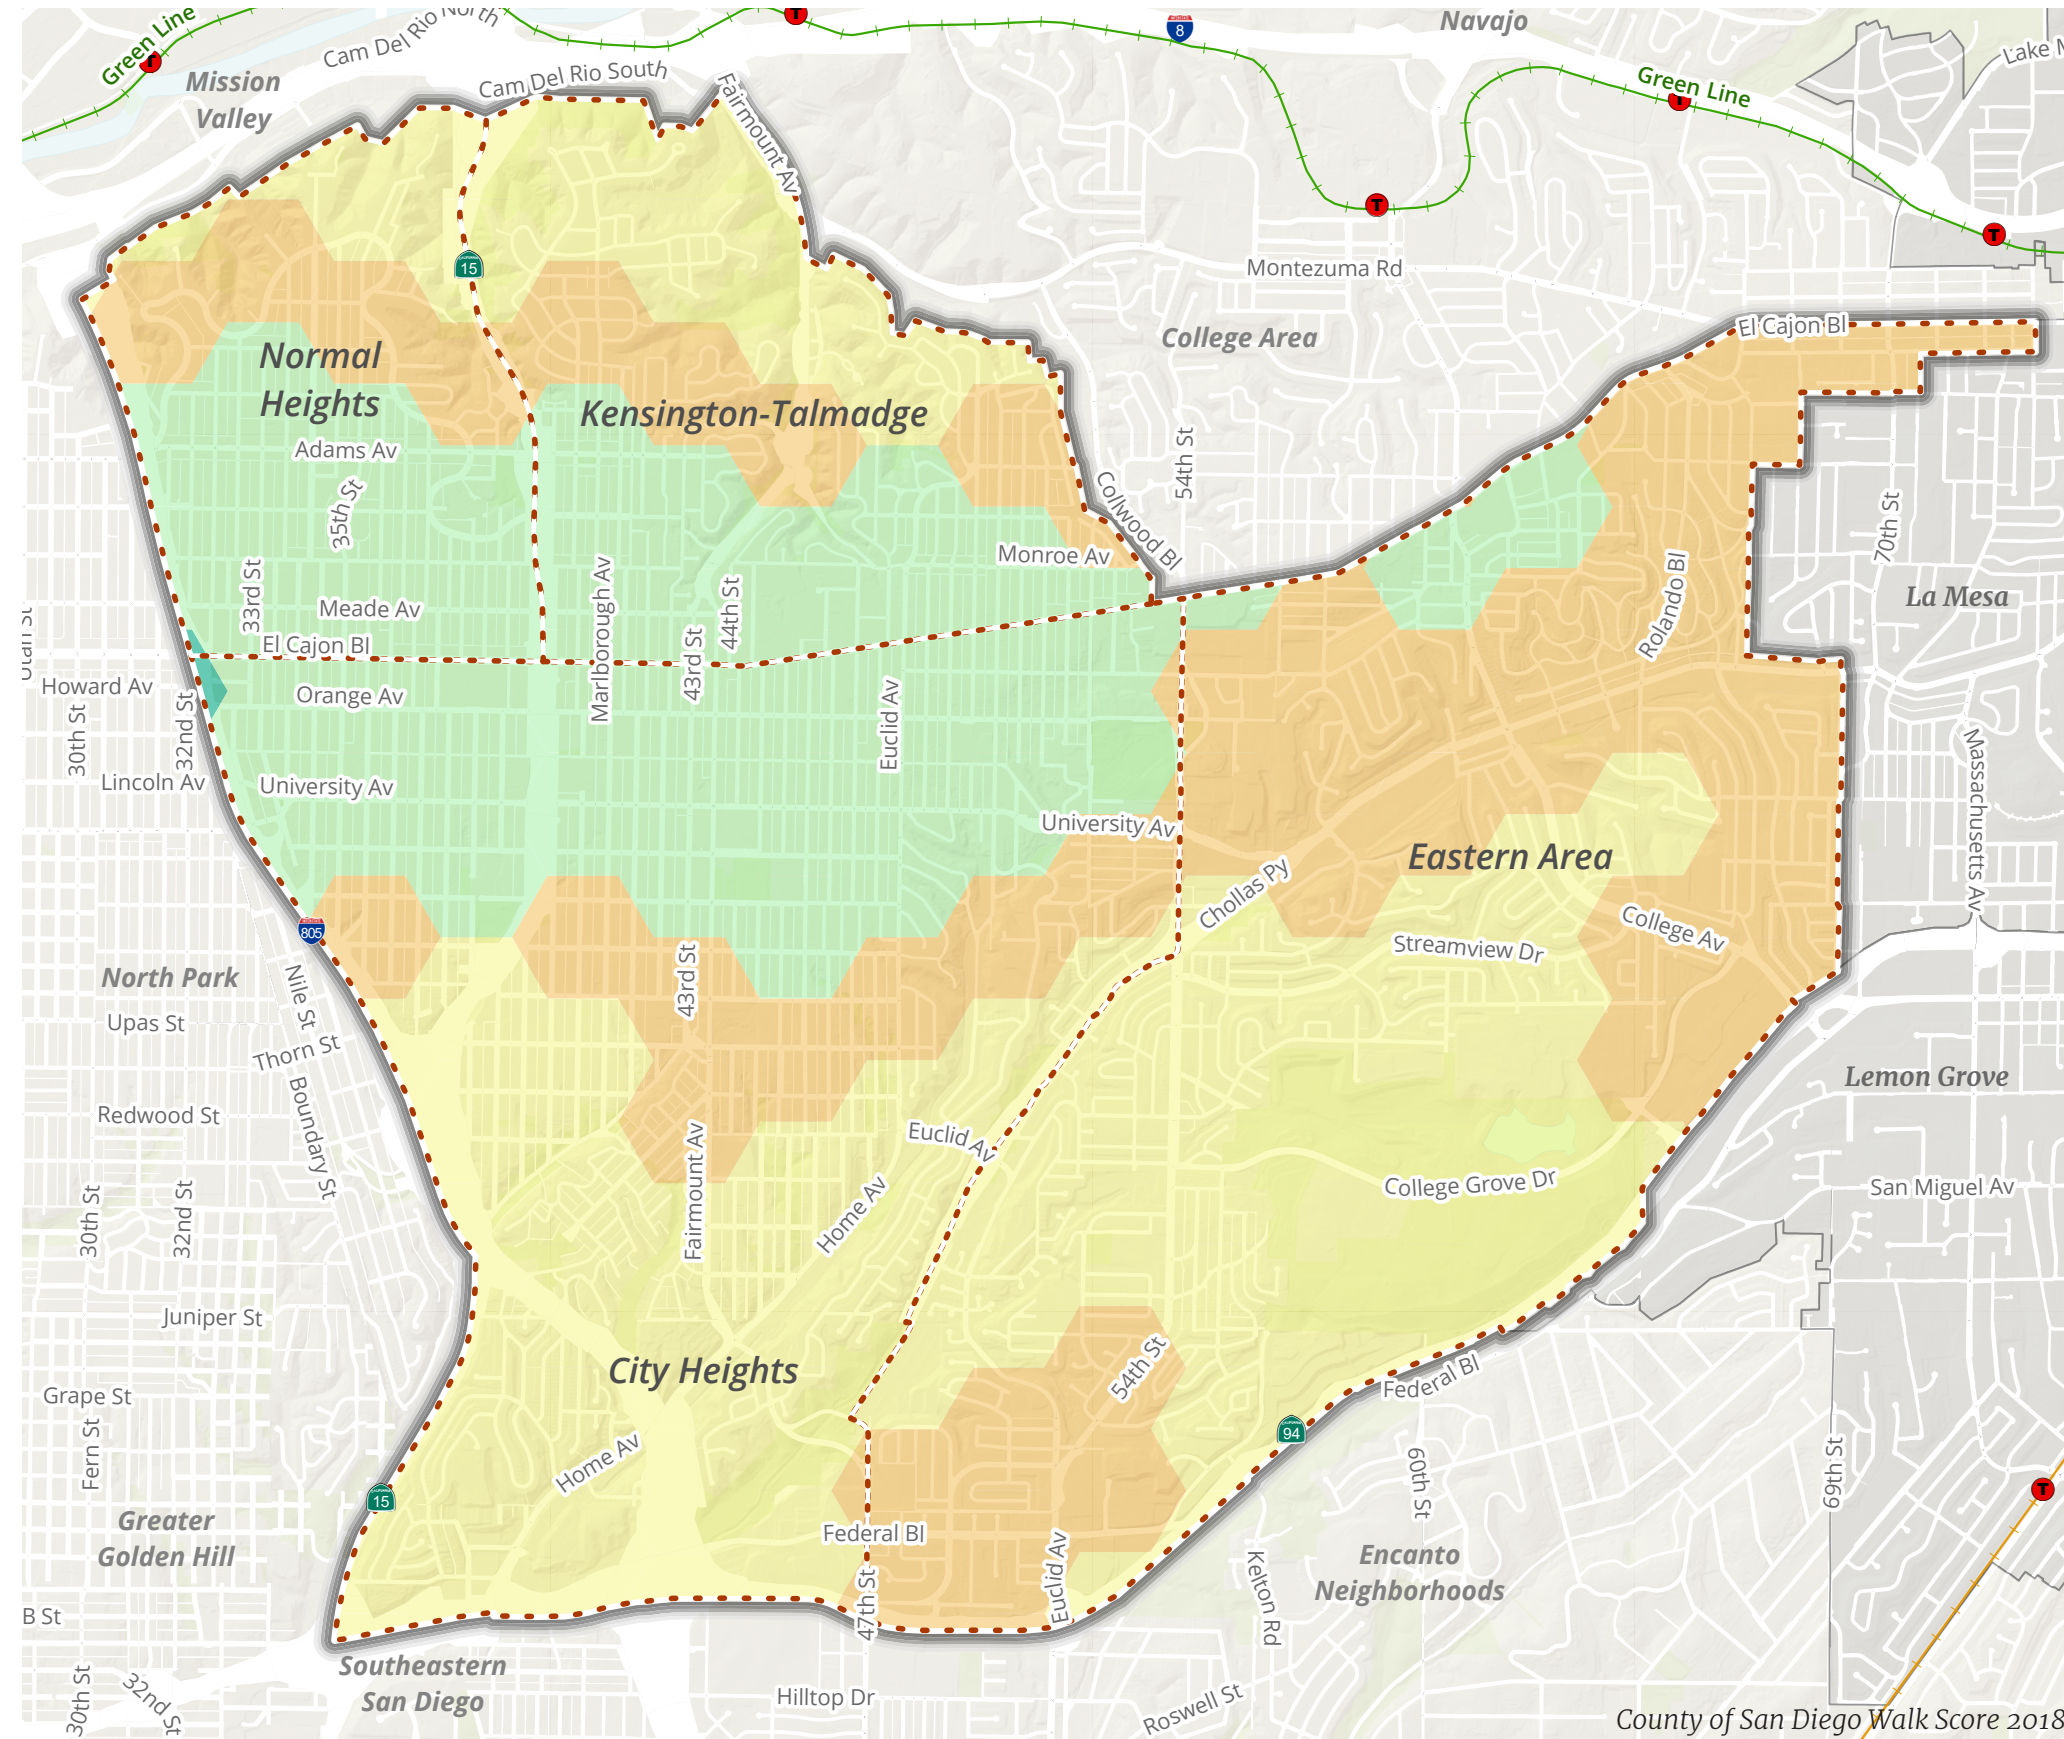 Green Line
Cam Del Rio North
Navajo
8
Lake
Mission
Valley
Cam Del Rio South
Fairmount Av
Green Line
15
Montezuma Rd
College Area
El Cajon Bl
Normal
Heights
Kensington-Talmadge
Adams Av
35th St
54th St
Collwood Bl
70th St
Monroe Av
33rd St
Marlborough Av
44th St
Rolando Bl
La Mesa
Meade Av
Utah St
El Cajon Bl
43rd St
Howard Av
Orange Av
30th St
32nd St
Euclid Av
Massachusetts Av
Lincoln Av
University Av
University Av
Eastern Area
Chollas Py
805
College Av
Streamview Dr
43rd St
North Park
Nile St
Upas St
Thorn St
Lemon Grove
Boundary St
Redwood St
Euclid Av
Fairmount Av
College Grove Dr
San Miguel Av
30th St
32nd St
Home Av
Juniper St
City Heights
54th St
Federal Bl
Grape St
Fern St
94
Home Av
60th St
69th St
15
Greater
Golden Hill
Federal Bl
Euclid Av
Kelton Rd
Encanto
Neighborhoods
47th St
B St
Southeastern
San Diego
30th St
32nd St
Hilltop Dr
Roswell St
County of San Diego Walk Score 2018